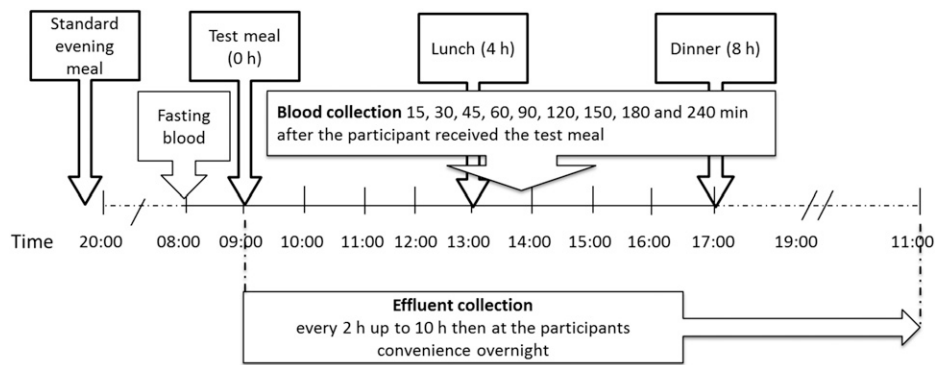 Standard
evening
meal
Test meal
(0 h)
Lunch (4 h)
Dinner (8 h)
Fasting
blood
Blood collection 15, 30, 45, 60, 90, 120, 150, 180 and 240 min
after the participant received the test meal
Time 20:00 08:00 09:00 10:00 11:00 12:00 13:00 14:00 15:00 16:00 17:00 19:00 11:00
Effluent collection
every 2 h up to 10 h then at the participants
convenience overnight